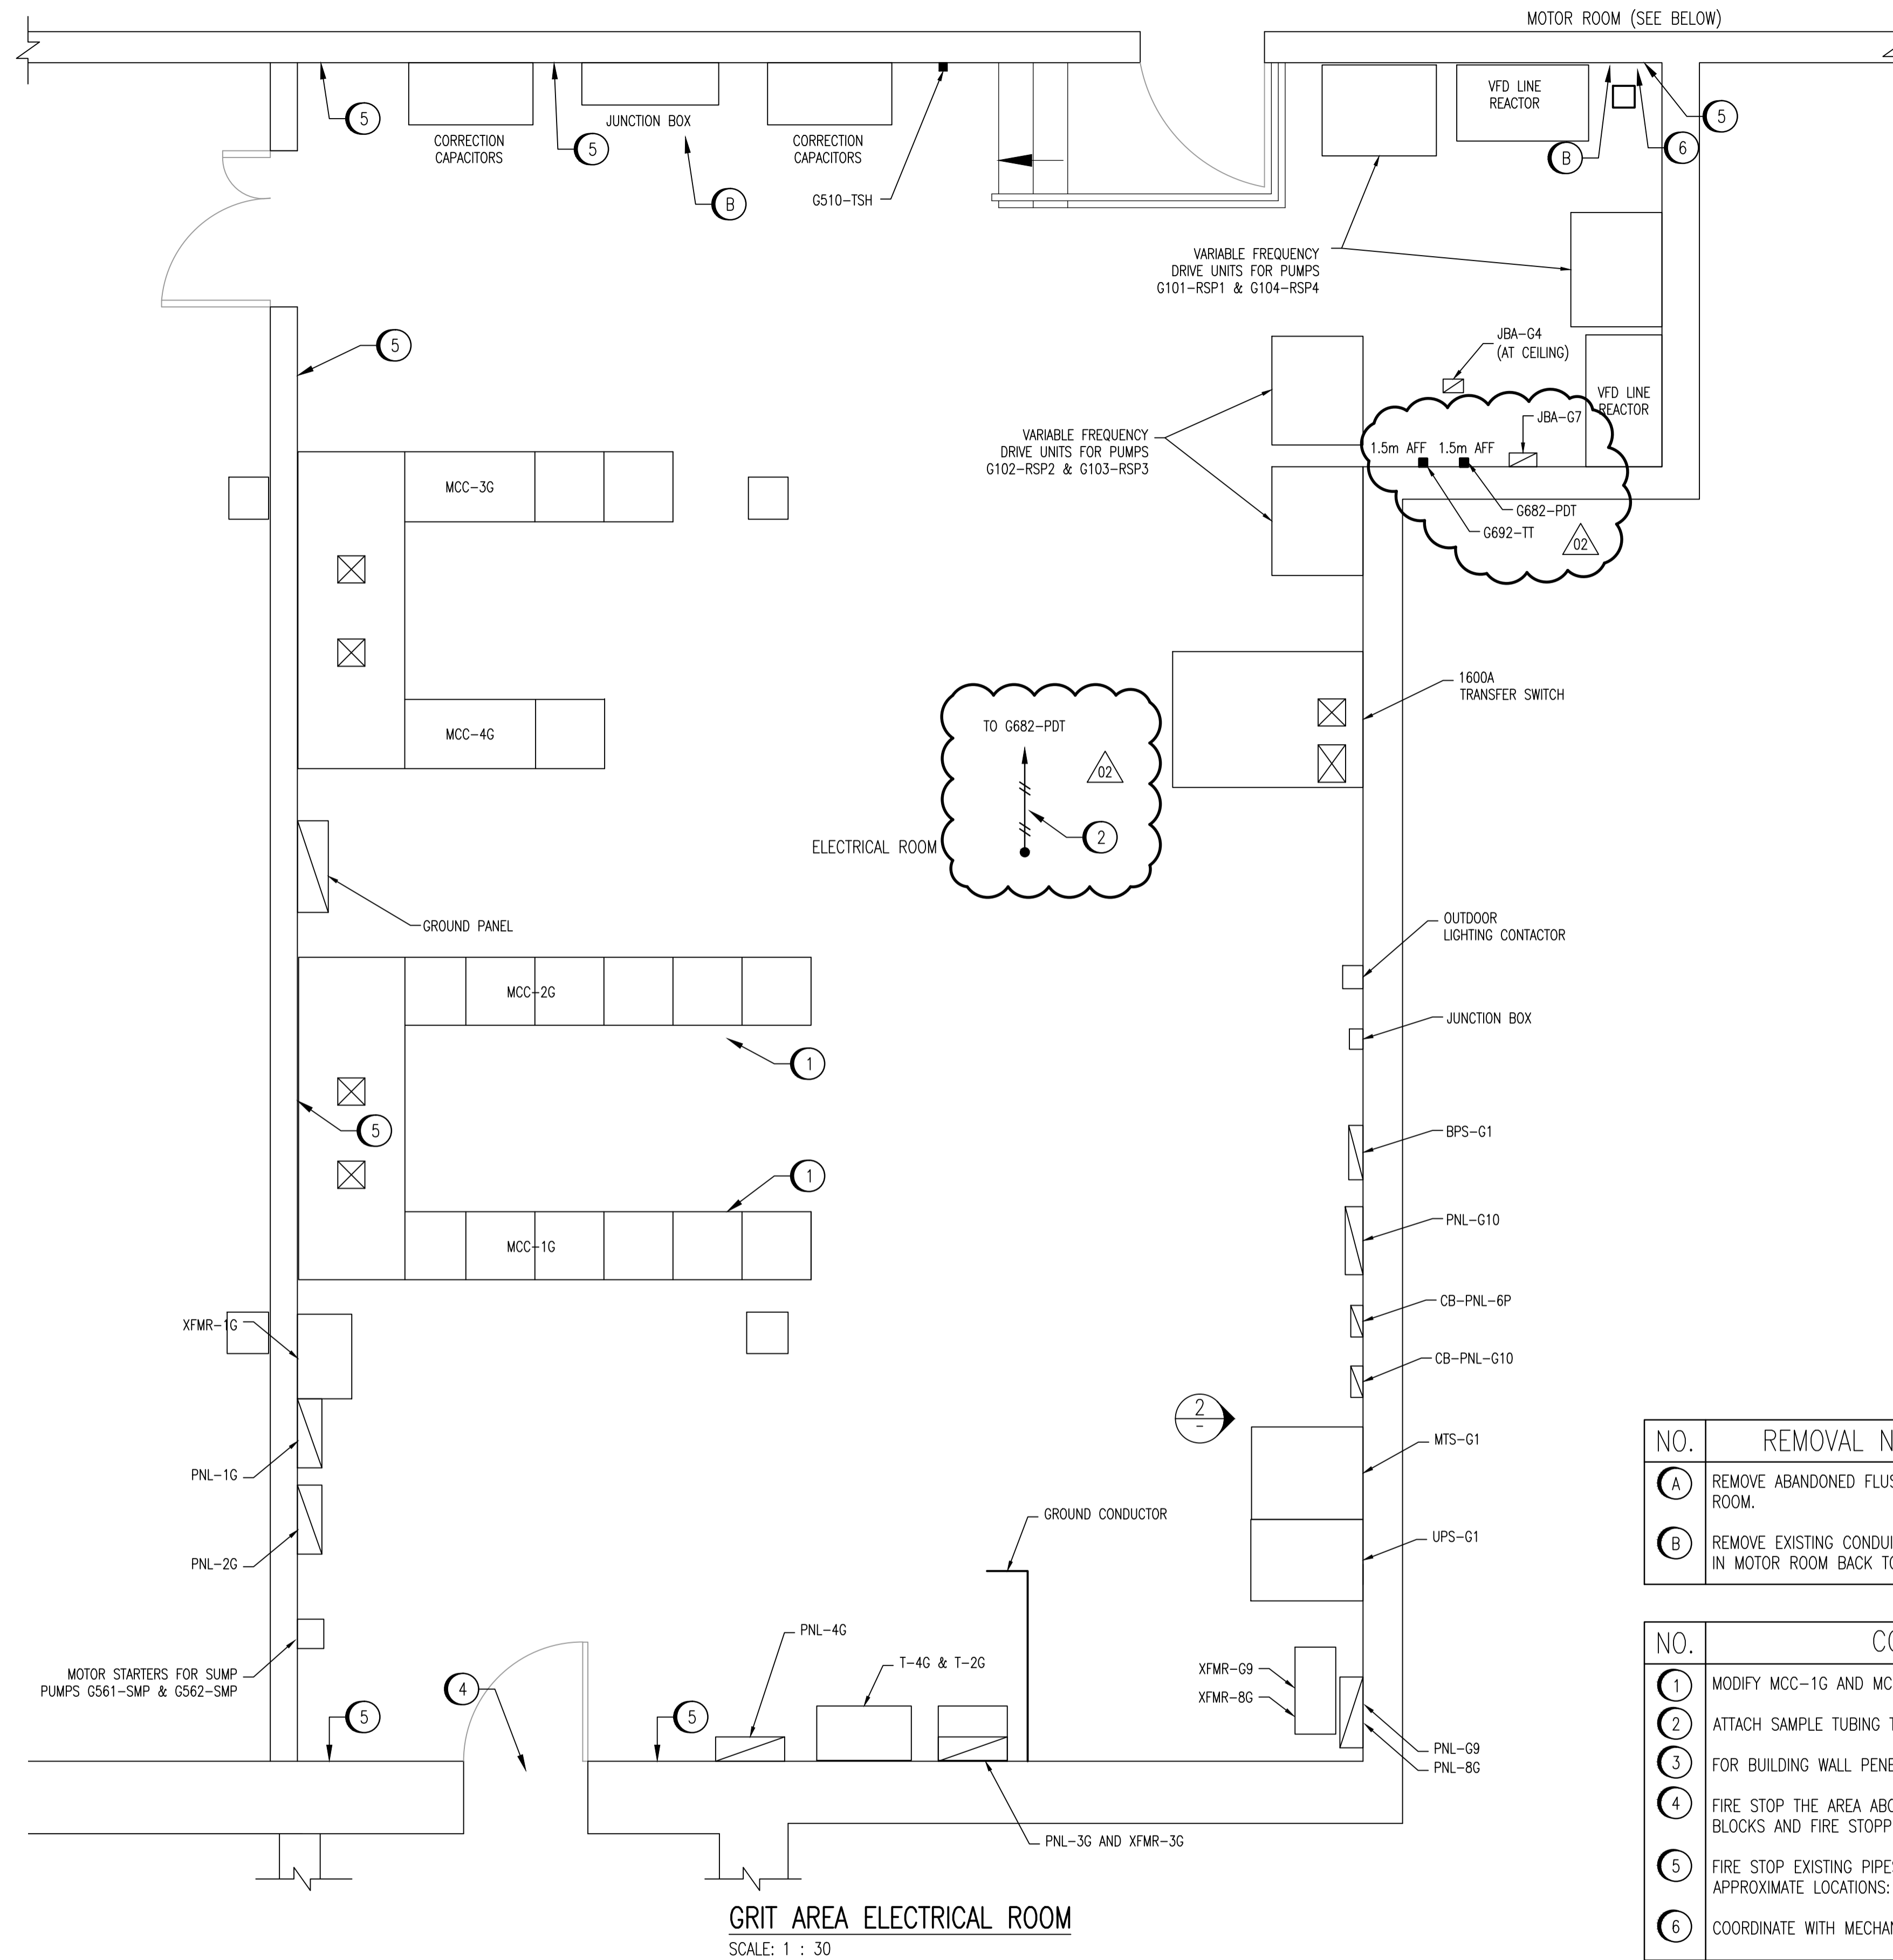 MOTOR ROOM (SEE BELOW)
5
CORRECTION
CAPACITORS
5
JUNCTION BOX
B
CORRECTION
CAPACITORS
G510-TSH
VFD LINE
REACTOR
B
6
5
VARIABLE FREQUENCY
DRIVE UNITS FOR PUMPS
G101-RSP1 & G104-RSP4
5
JBA-G4
(AT CEILING)
VFD LINE
REACTOR
JBA-G7
1.5m AFF
1.5m AFF
G682-PDT
G692-TT
02
VARIABLE FREQUENCY
DRIVE UNITS FOR PUMPS
G102-RSP2 & G103-RSP3
MCC-3G
MCC-4G
1600A
TRANSFER SWITCH
TO G682-PDT
02
2
ELECTRICAL ROOM
GROUND PANEL
OUTDOOR
LIGHTING CONTACTOR
MCC-2G
JUNCTION BOX
1
5
BPS-G1
1
PNL-G10
MCC-1G
CB-PNL-6P
XFMR-1G
CB-PNL-G10
2
-
MTS-G1
PNL-1G
GROUND CONDUCTOR
UPS-G1
PNL-2G
PNL-4G
T-4G & T-2G
XFMR-G9
XFMR-8G
MOTOR STARTERS FOR SUMP
PUMPS G561-SMP & G562-SMP
4
5
5
PNL-G9
PNL-8G
PNL-3G AND XFMR-3G
GRIT AREA ELECTRICAL ROOM
SCALE: 1 : 30
NO. REMOVAL N
A REMOVE ABANDONED FLUS
ROOM.
B REMOVE EXISTING CONDUI
IN MOTOR ROOM BACK TO
NO. CO
1 MODIFY MCC-1G AND MC
2 ATTACH SAMPLE TUBING T
3 FOR BUILDING WALL PENE
4 FIRE STOP THE AREA ABO
BLOCKS AND FIRE STOPP
5 FIRE STOP EXISTING PIPES
APPROXIMATE LOCATIONS:
6 COORDINATE WITH MECHAN